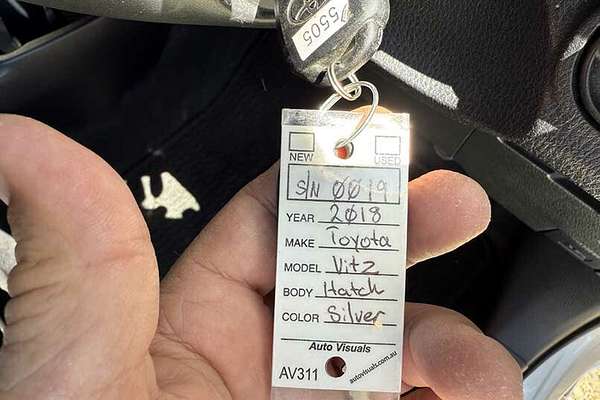 5505
NEW USED
S/N 0019
YEAR 2018
MAKE Toyota
MODEL Vitz
BODY Hatch
COLOR Silver
Auto Visuals
AV311 autovisuals.com.au